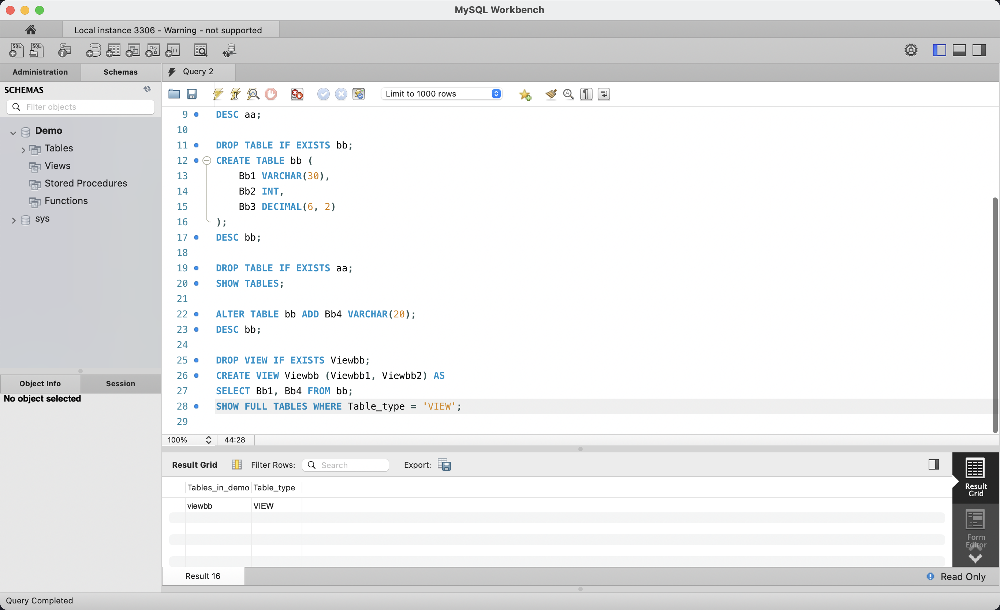 MySQL Workbench
Local instance 3306 - Warning - not supported
SQL SQL
Administration Schemas Query 2
SCHEMAS
Filter objects
Demo
Tables
Views
Stored Procedures
Functions
sys
Object Info Session
No object selected
Limit to 1000 rows
9 DESC aa;
10
11 DROP TABLE IF EXISTS bb;
12 CREATE TABLE bb (
13 Bb1 VARCHAR(30),
14 Bb2 INT,
15 Bb3 DECIMAL(6, 2)
16 );
17 DESC bb;
18
19 DROP TABLE IF EXISTS aa;
20 SHOW TABLES;
21
22 ALTER TABLE bb ADD Bb4 VARCHAR(20);
23 DESC bb;
24
25 DROP VIEW IF EXISTS Viewbb;
26 CREATE VIEW Viewbb (Viewbb1, Viewbb2) AS
27 SELECT Bb1, Bb4 FROM bb;
28 SHOW FULL TABLES WHERE Table_type = 'VIEW';
29
100% 44:28
Result Grid Filter Rows: Search Export:
Tables_in_demo Table_type
viewbb VIEW
Result
Grid
Form
Editor
Result 16
Read Only
Query Completed